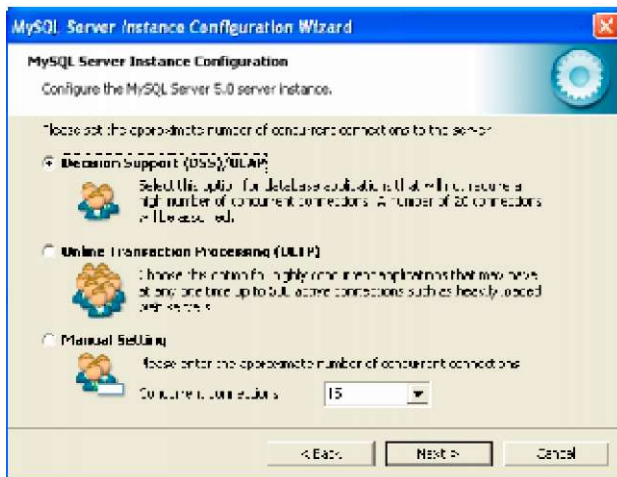 MySQL Server Instance Configuration Wizard
MySQL Server Instance Configuration
Configure the MySQL Server 5.0 server instance.
Please set the approximate number of concurrent connections to the server
Decision Support (DSS)/OLAP
Select this option for database applications that will not require a
high number of concurrent connections. A number of 20 connections
will be assumed.
Online Transaction Processing (OLTP)
Choose this option for highly concurrent applications that may have
at any one time up to 500 active connections such as heavily loaded
web servers.
Manual Setting
Please enter the approximate number of concurrent connections
Concurrent connections
15
< Back
Next >
Cancel